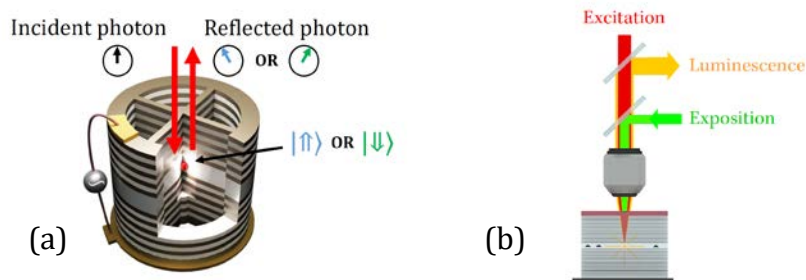 Incident photon Reflected photon
OR
|⇑⟩ OR |⇓⟩
(a)
Excitation
Luminescence
Exposition
(b)